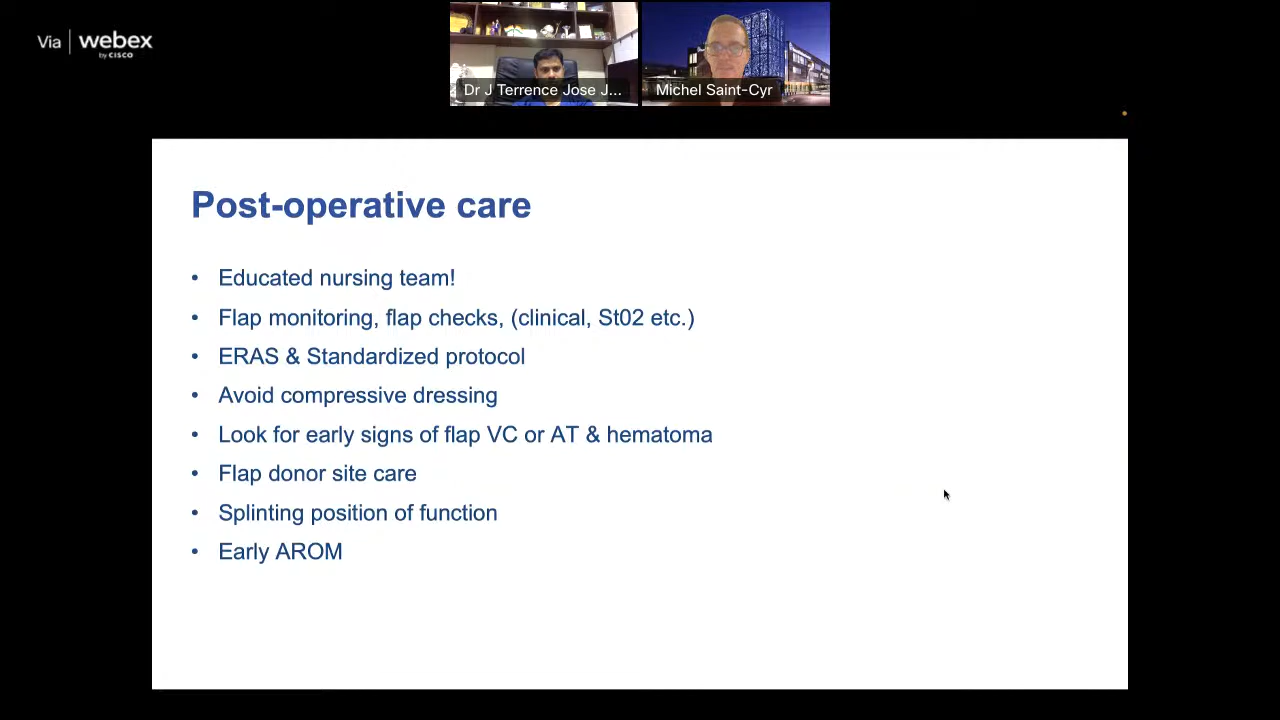 Via webex
by CISCO
Dr J Terrence Jose J...
Michel Saint-Cyr
Post-operative care
• Educated nursing team!
• Flap monitoring, flap checks, (clinical, St02 etc.)
• ERAS & Standardized protocol
• Avoid compressive dressing
• Look for early signs of flap VC or AT & hematoma
• Flap donor site care
• Splinting position of function
• Early AROM